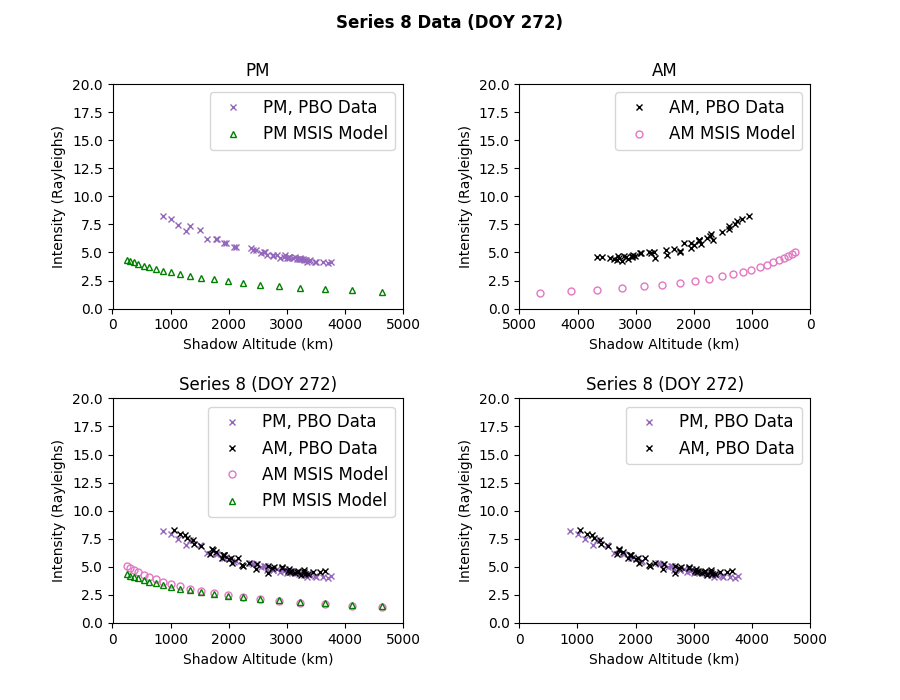 Series 8 Data (DOY 272)
PM
20.0
17.5
15.0
12.5
10.0
7.5
5.0
2.5
0.0
Intensity (Rayleighs)
PM, PBO Data
PM MSIS Model
0 1000 2000 3000 4000 5000
Shadow Altitude (km)
AM
20.0
17.5
15.0
12.5
10.0
7.5
5.0
2.5
0.0
Intensity (Rayleighs)
AM, PBO Data
AM MSIS Model
5000 4000 3000 2000 1000 0
Shadow Altitude (km)
Series 8 (DOY 272)
20.0
17.5
15.0
12.5
10.0
7.5
5.0
2.5
0.0
Intensity (Rayleighs)
PM, PBO Data
AM, PBO Data
AM MSIS Model
PM MSIS Model
0 1000 2000 3000 4000 5000
Shadow Altitude (km)
Series 8 (DOY 272)
20.0
17.5
15.0
12.5
10.0
7.5
5.0
2.5
0.0
Intensity (Rayleighs)
PM, PBO Data
AM, PBO Data
0 1000 2000 3000 4000 5000
Shadow Altitude (km)